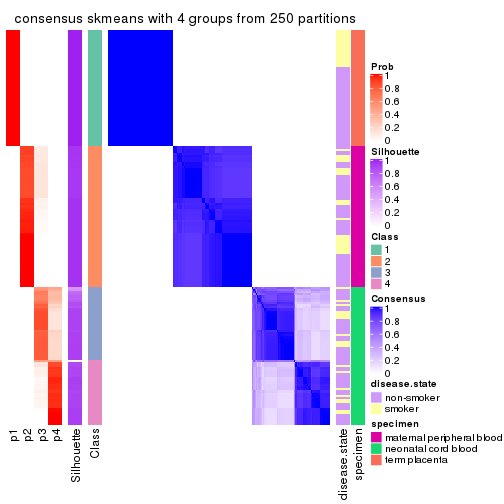 consensus skmeans with 4 groups from 250 partitions
Prob
1
0.8
0.6
0.4
0.2
0
Silhouette
1
0.8
0.6
0.4
0.2
0
Class
1
2
3
4
Consensus
1
0.8
0.6
0.4
0.2
0
disease.state
non-smoker
smoker
specimen
maternal peripheral blood
neonatal cord blood
term placenta
p1
p2
p3
p4
Silhouette
Class
disease.state
specimen